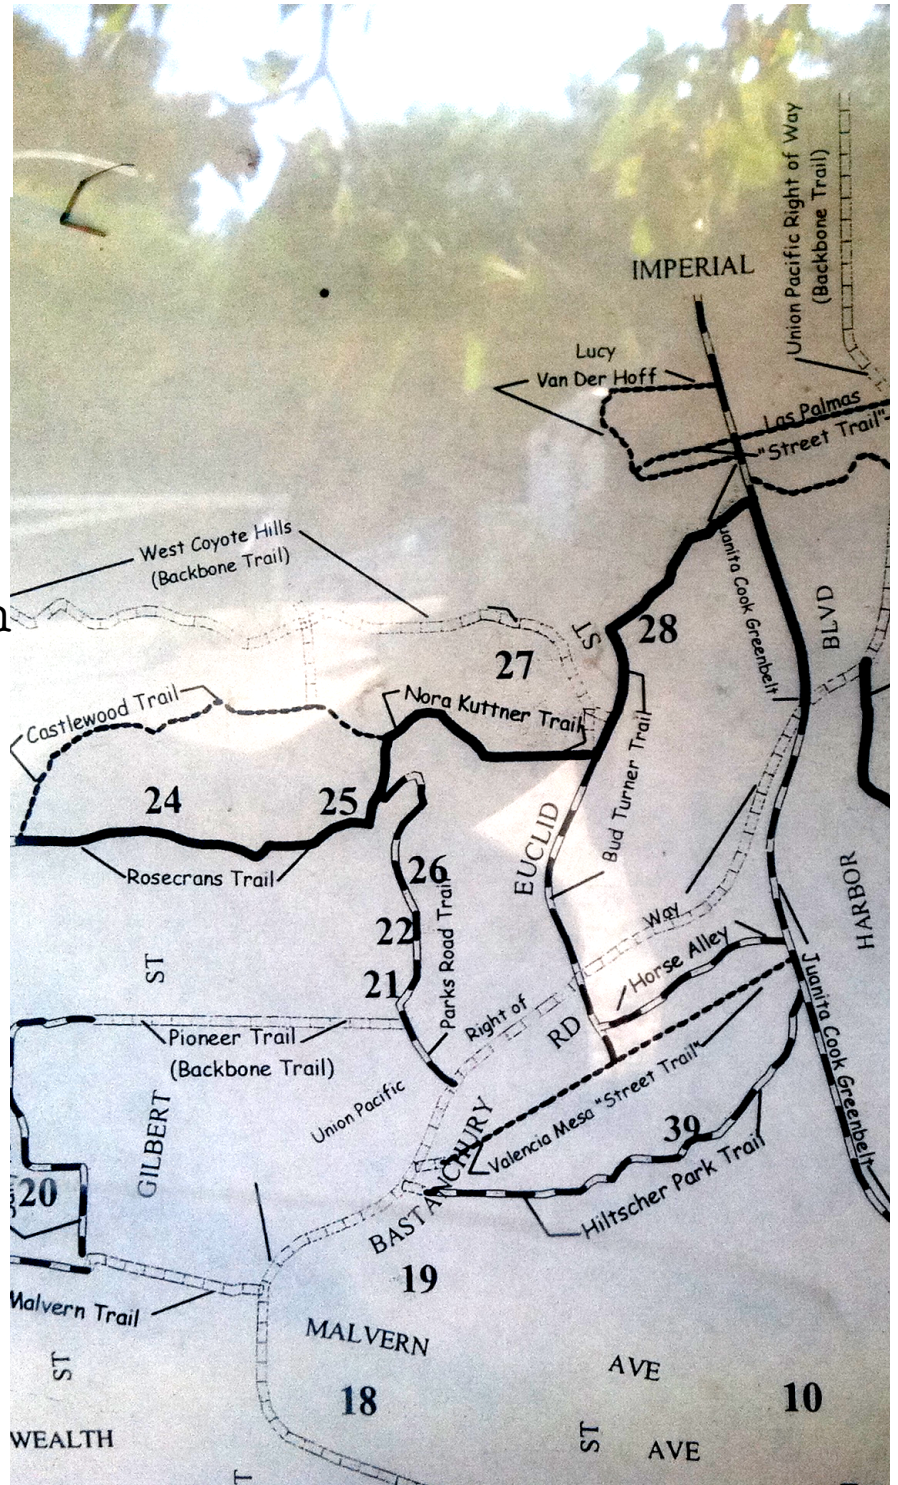 Union Pacific Right of Way
(Backbone Trail)
IMPERIAL
Lucy
Van Der Hoff
Las Palmas
"Street Trail"
West Coyote Hills
(Backbone Trail)
Juanita Cook Greenbelt
BLVD
ST
28
27
Castlewood Trail
Nora Kuttner Trail
24
25
Bud Turner Trail
EUCLID
Rosecrans Trail
26
22
21
Parks Road Trail
HARBOR
Way
Horse Alley
ST
Right of
RD
Juanita Cook Greenbelt
Pioneer Trail
(Backbone Trail)
Union Pacific
Valencia Mesa "Street Trail"
GILBERT
BASTANCHURY
39
Hiltscher Park Trail
20
19
Malvern Trail
MALVERN
AVE
ST
18
10
WEALTH
ST
AVE
T